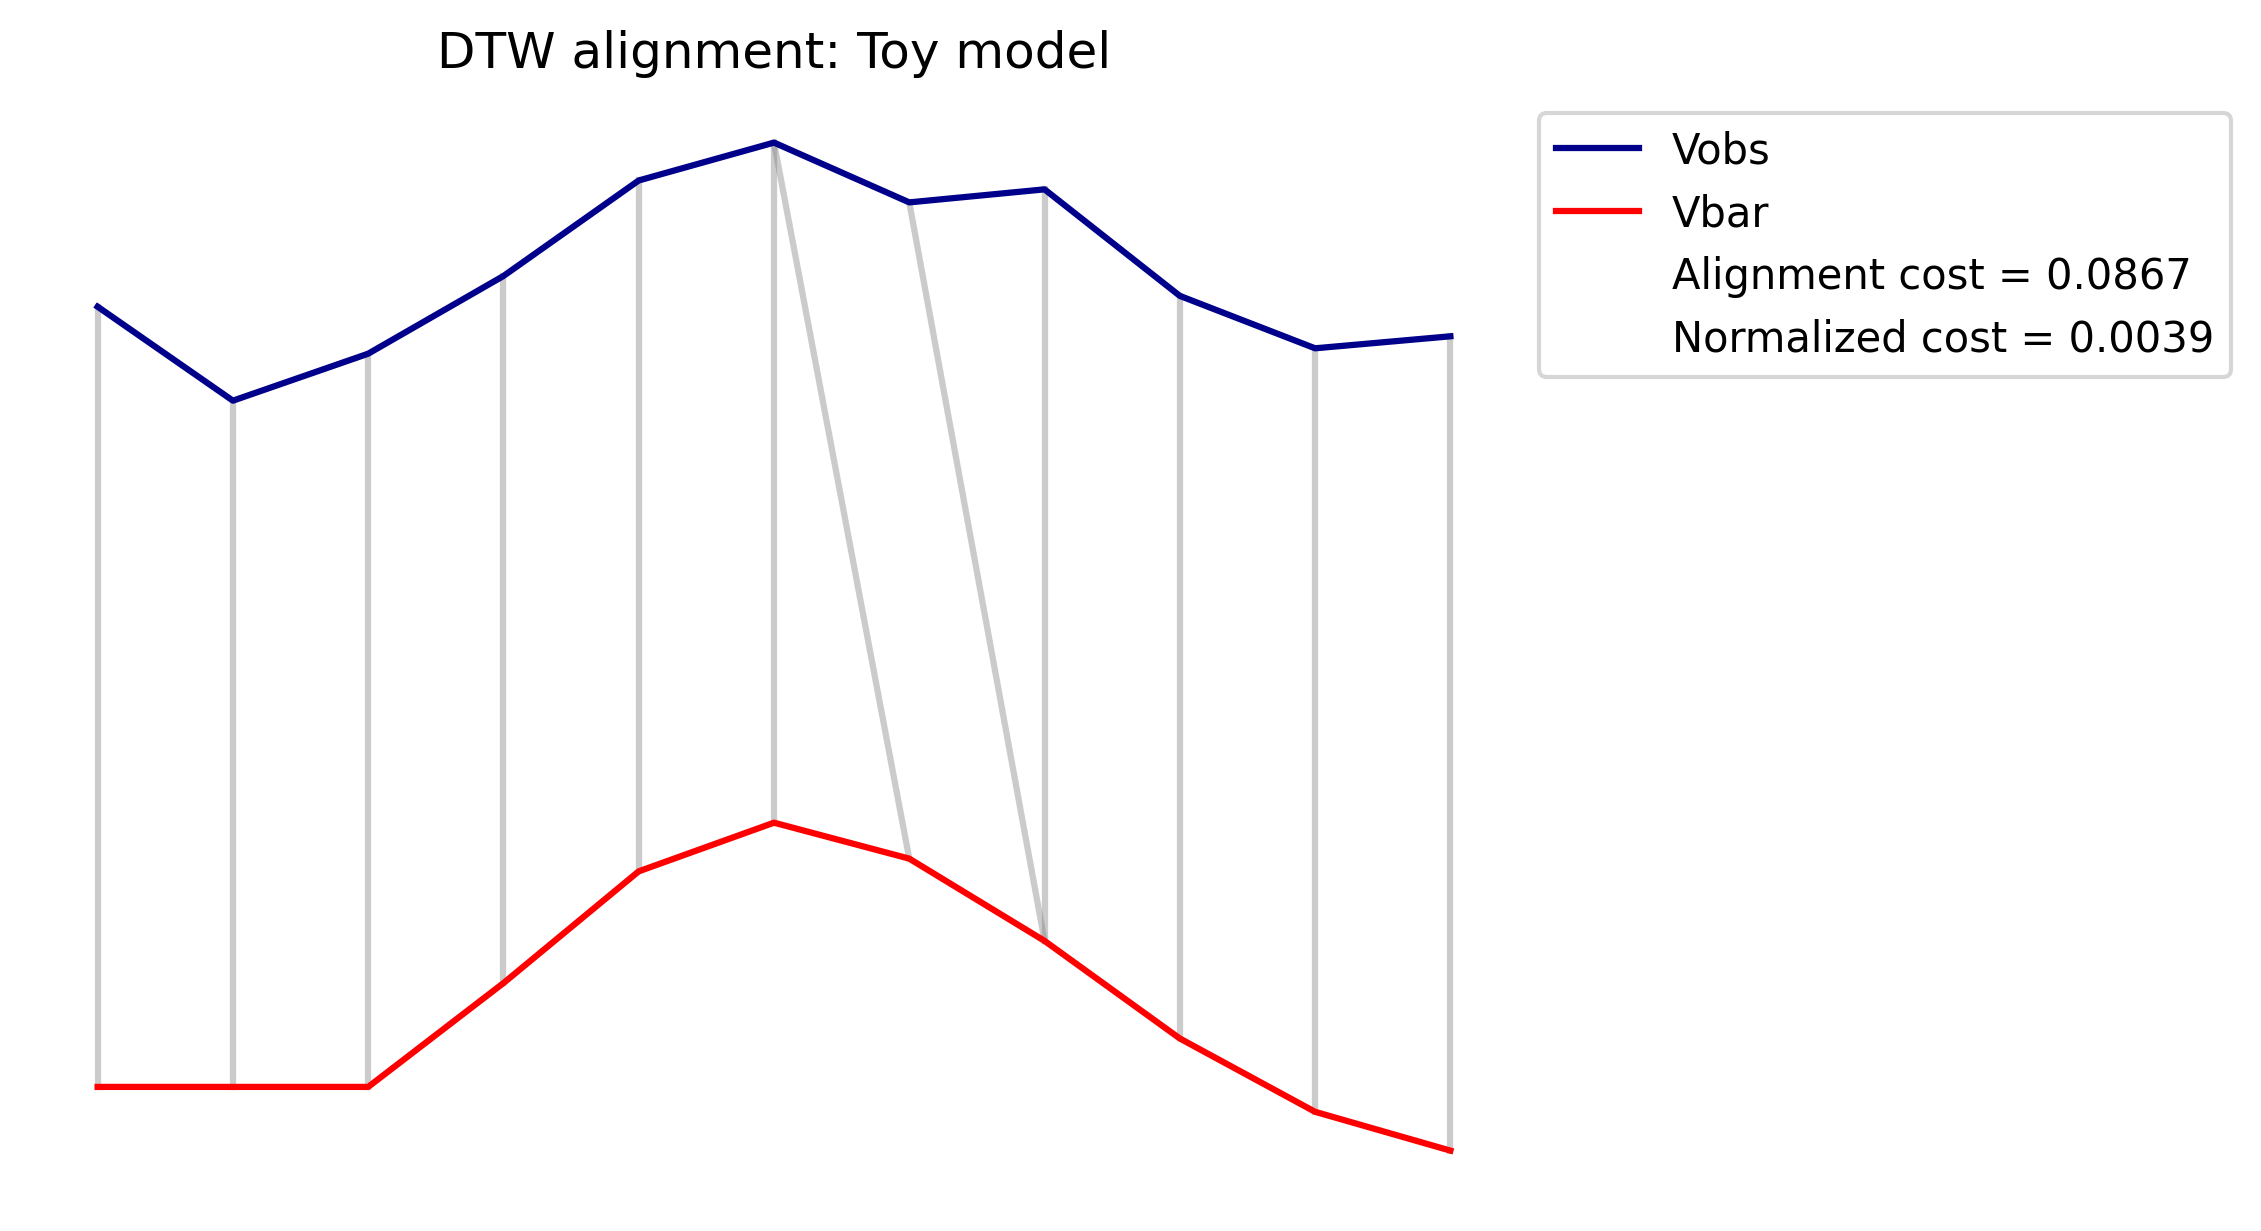 DTW alignment: Toy model
Vobs
Vbar
Alignment cost = 0.0867
Normalized cost = 0.0039